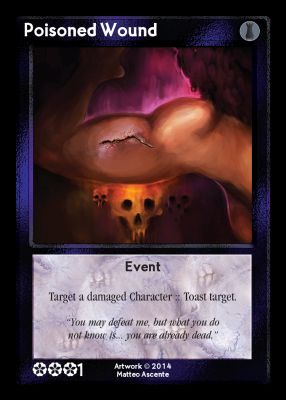 Poisoned Wound
Event
Target a damaged Character :: Toast target.
"You may defeat me, but what you do
not know is... you are already dead."
1
Artwork © 2014
Matteo Ascente